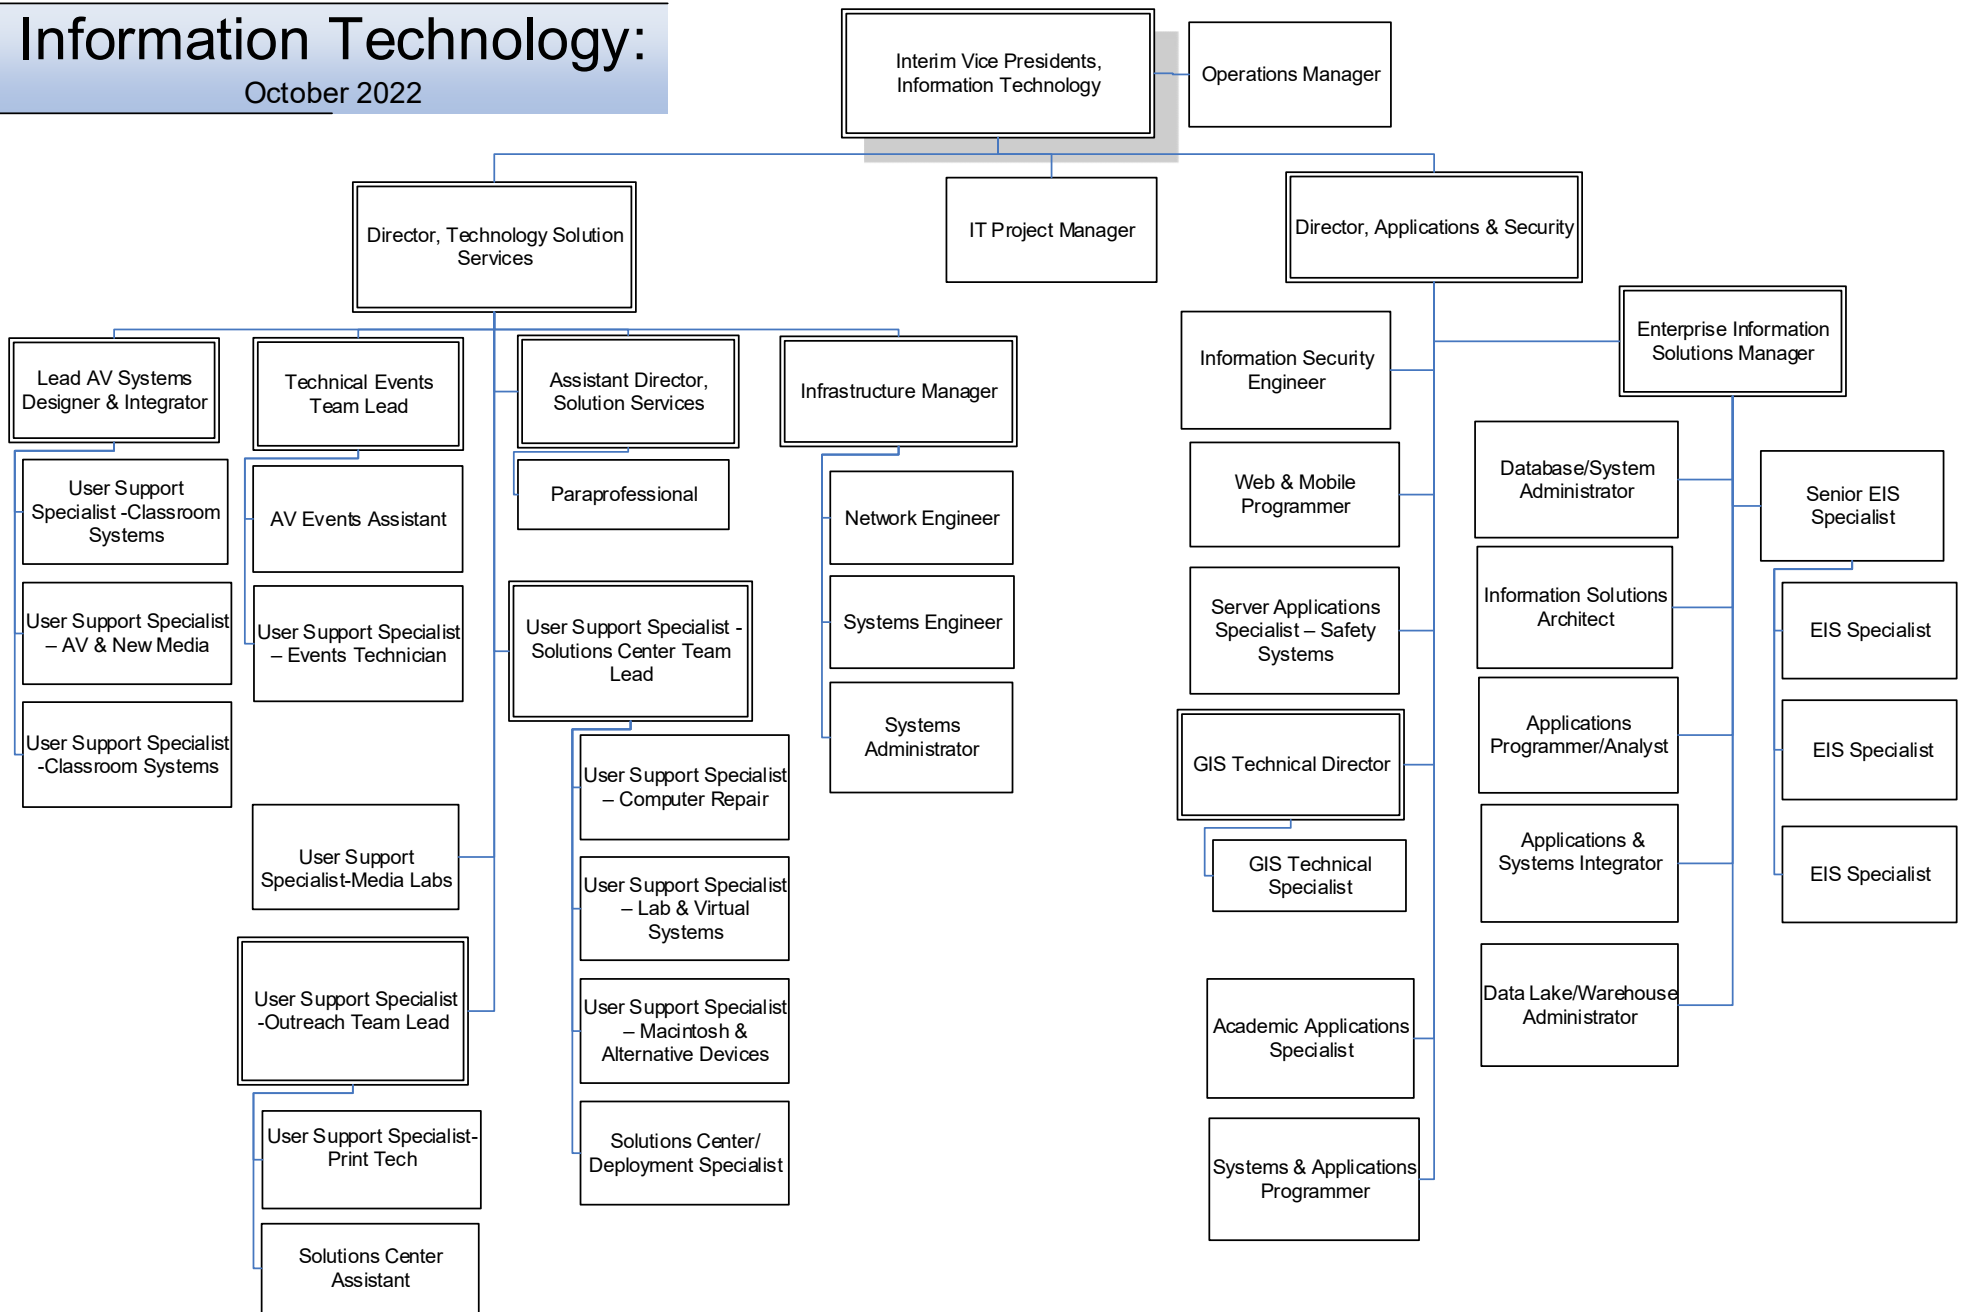 Information Technology:
October 2022
Interim Vice Presidents,
Information Technology
Operations Manager
Director, Technology Solution
Services
IT Project Manager
Director, Applications & Security
Lead AV Systems
Designer & Integrator
Technical Events
Team Lead
Assistant Director,
Solution Services
Infrastructure Manager
Information Security
Engineer
Enterprise Information
Solutions Manager
User Support
Specialist -Classroom
Systems
User Support Specialist
– AV & New Media
User Support Specialist
-Classroom Systems
AV Events Assistant
User Support Specialist
– Events Technician
Paraprofessional
User Support Specialist -
Solutions Center Team
Lead
Network Engineer
Systems Engineer
Systems
Administrator
User Support
Specialist-Media Labs
User Support Specialist
-Outreach Team Lead
User Support Specialist-
Print Tech
Solutions Center
Assistant
User Support Specialist
– Computer Repair
User Support Specialist
– Lab & Virtual
Systems
User Support Specialist
– Macintosh &
Alternative Devices
Solutions Center/
Deployment Specialist
Web & Mobile
Programmer
Server Applications
Specialist – Safety
Systems
GIS Technical Director
GIS Technical
Specialist
Academic Applications
Specialist
Systems & Applications
Programmer
Database/System
Administrator
Information Solutions
Architect
Applications
Programmer/Analyst
Applications &
Systems Integrator
Data Lake/Warehouse
Administrator
Senior EIS
Specialist
EIS Specialist
EIS Specialist
EIS Specialist